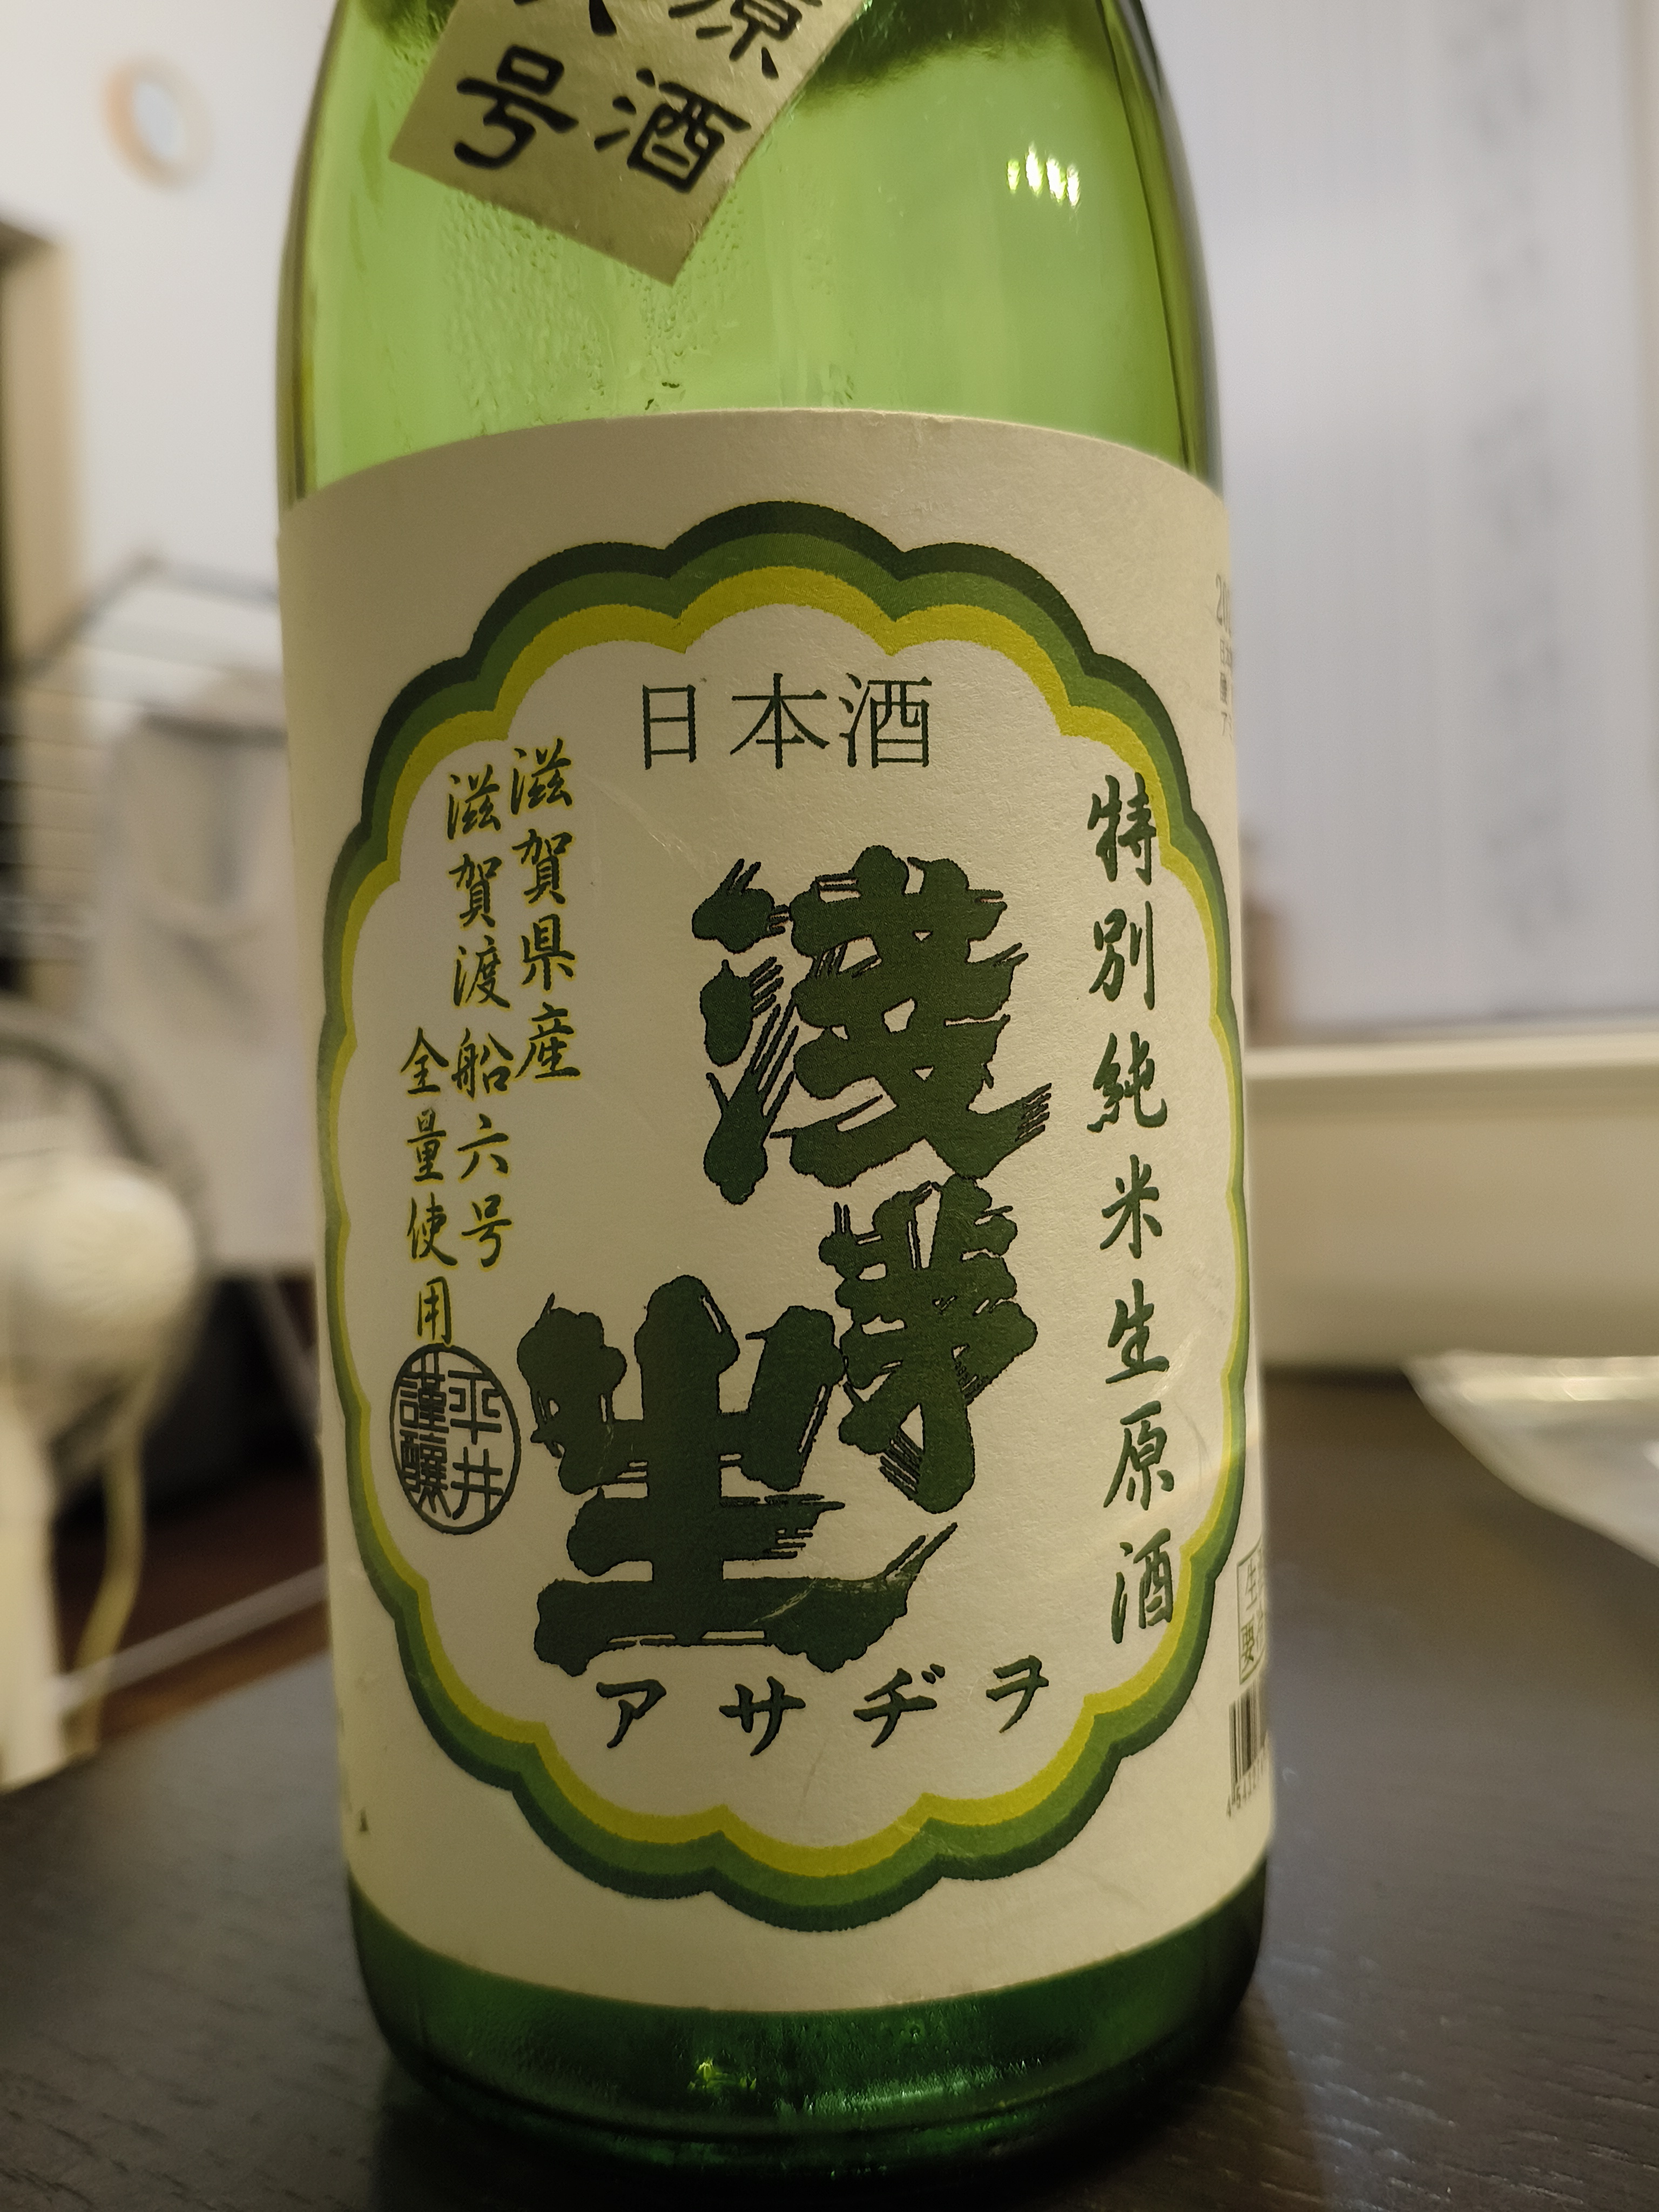 原酒
号
日本酒
特別純米生原酒
浅茅生
アサヂヲ
滋賀県産
滋賀渡船六号
全量使用
平井
謹醸